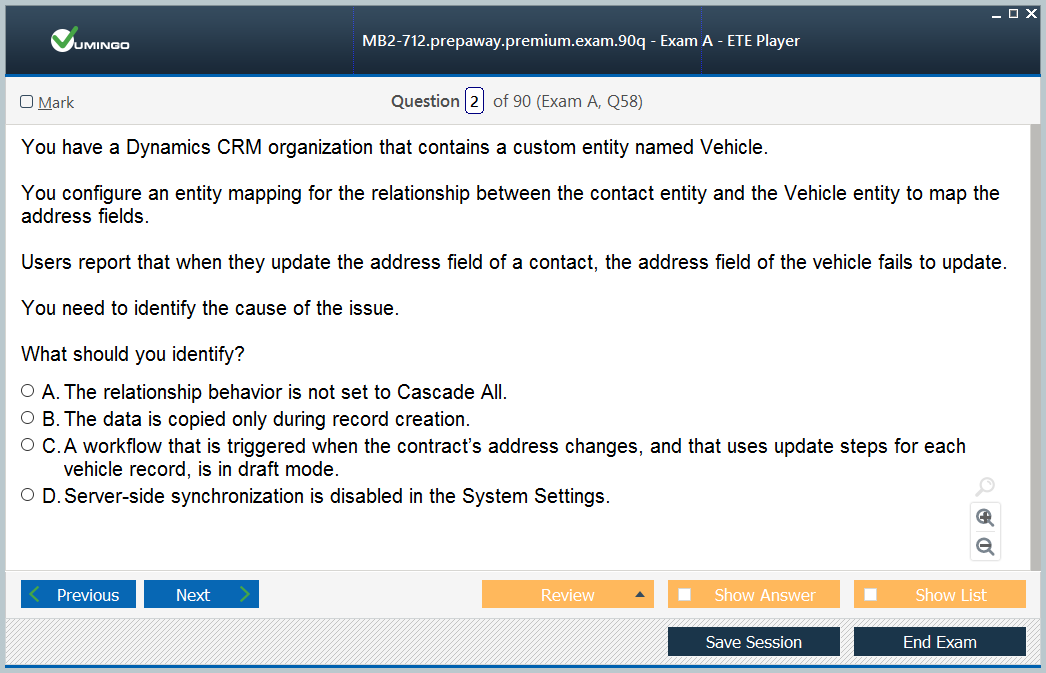 VUMINGO
MB2-712.prepaway.premium.exam.90q - Exam A - ETE Player
Mark
Question 2 of 90 (Exam A, Q58)
You have a Dynamics CRM organization that contains a custom entity named Vehicle.
You configure an entity mapping for the relationship between the contact entity and the Vehicle entity to map the
address fields.
Users report that when they update the address field of a contact, the address field of the vehicle fails to update.
You need to identify the cause of the issue.
What should you identify?
A. The relationship behavior is not set to Cascade All.
B. The data is copied only during record creation.
C. A workflow that is triggered when the contract’s address changes, and that uses update steps for each
vehicle record, is in draft mode.
D. Server-side synchronization is disabled in the System Settings.
Previous
Next
Review
Show Answer
Show List
Save Session
End Exam